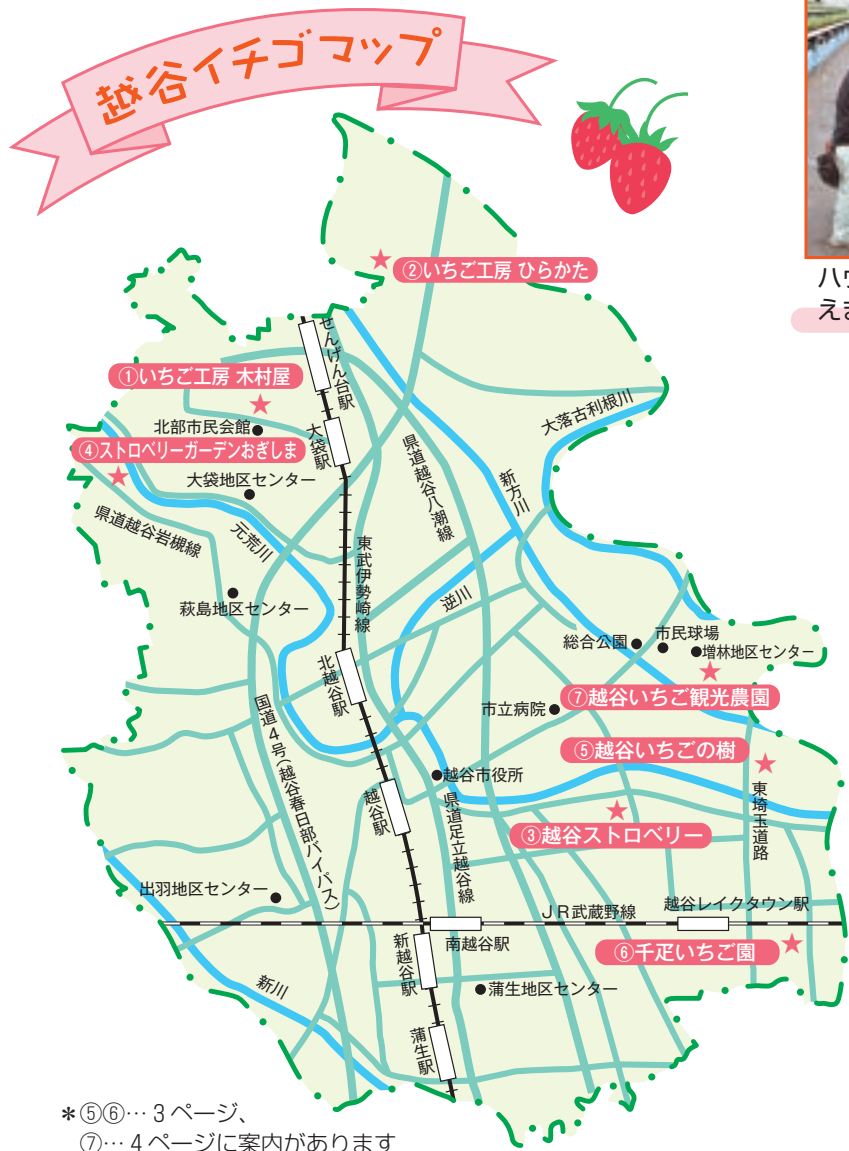 越谷イチゴマップ
②いちご工房 ひらかた
せんげん台駅
①いちご工房 木村屋
北部市民会館
大袋駅
④ストロベリーガーデンおぎしま
大袋地区センター
県道越谷岩槻線
元荒川
大落古利根川
県道越谷八潮線
新方川
東武伊勢崎線
逆川
萩島地区センター
総合公園
市民球場
増林地区センター
北越谷駅
⑦越谷いちご観光農園
市立病院
国道4号(越谷春日部バイパス)
⑤越谷いちごの樹
越谷市役所
越谷駅
県道足立越谷線
東埼玉道路
③越谷ストロベリー
出羽地区センター
JR武蔵野線
越谷レイクタウン駅
南越谷駅
新越谷駅
⑥千疋いちご園
新川
蒲生地区センター
蒲生駅
*⑤⑥…3ページ、
⑦…4ページに案内があります
ハウ
えま